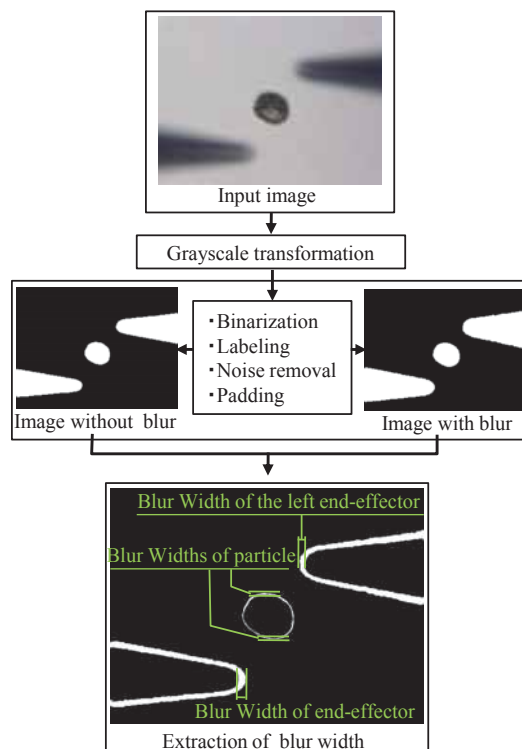 Input image
Grayscale transformation
・Binarization
・Labeling
・Noise removal
・Padding
Image without blur
Image with blur
Blur Width of the left end-effector
Blur Widths of particle
Blur Width of end-effector
Extraction of blur width